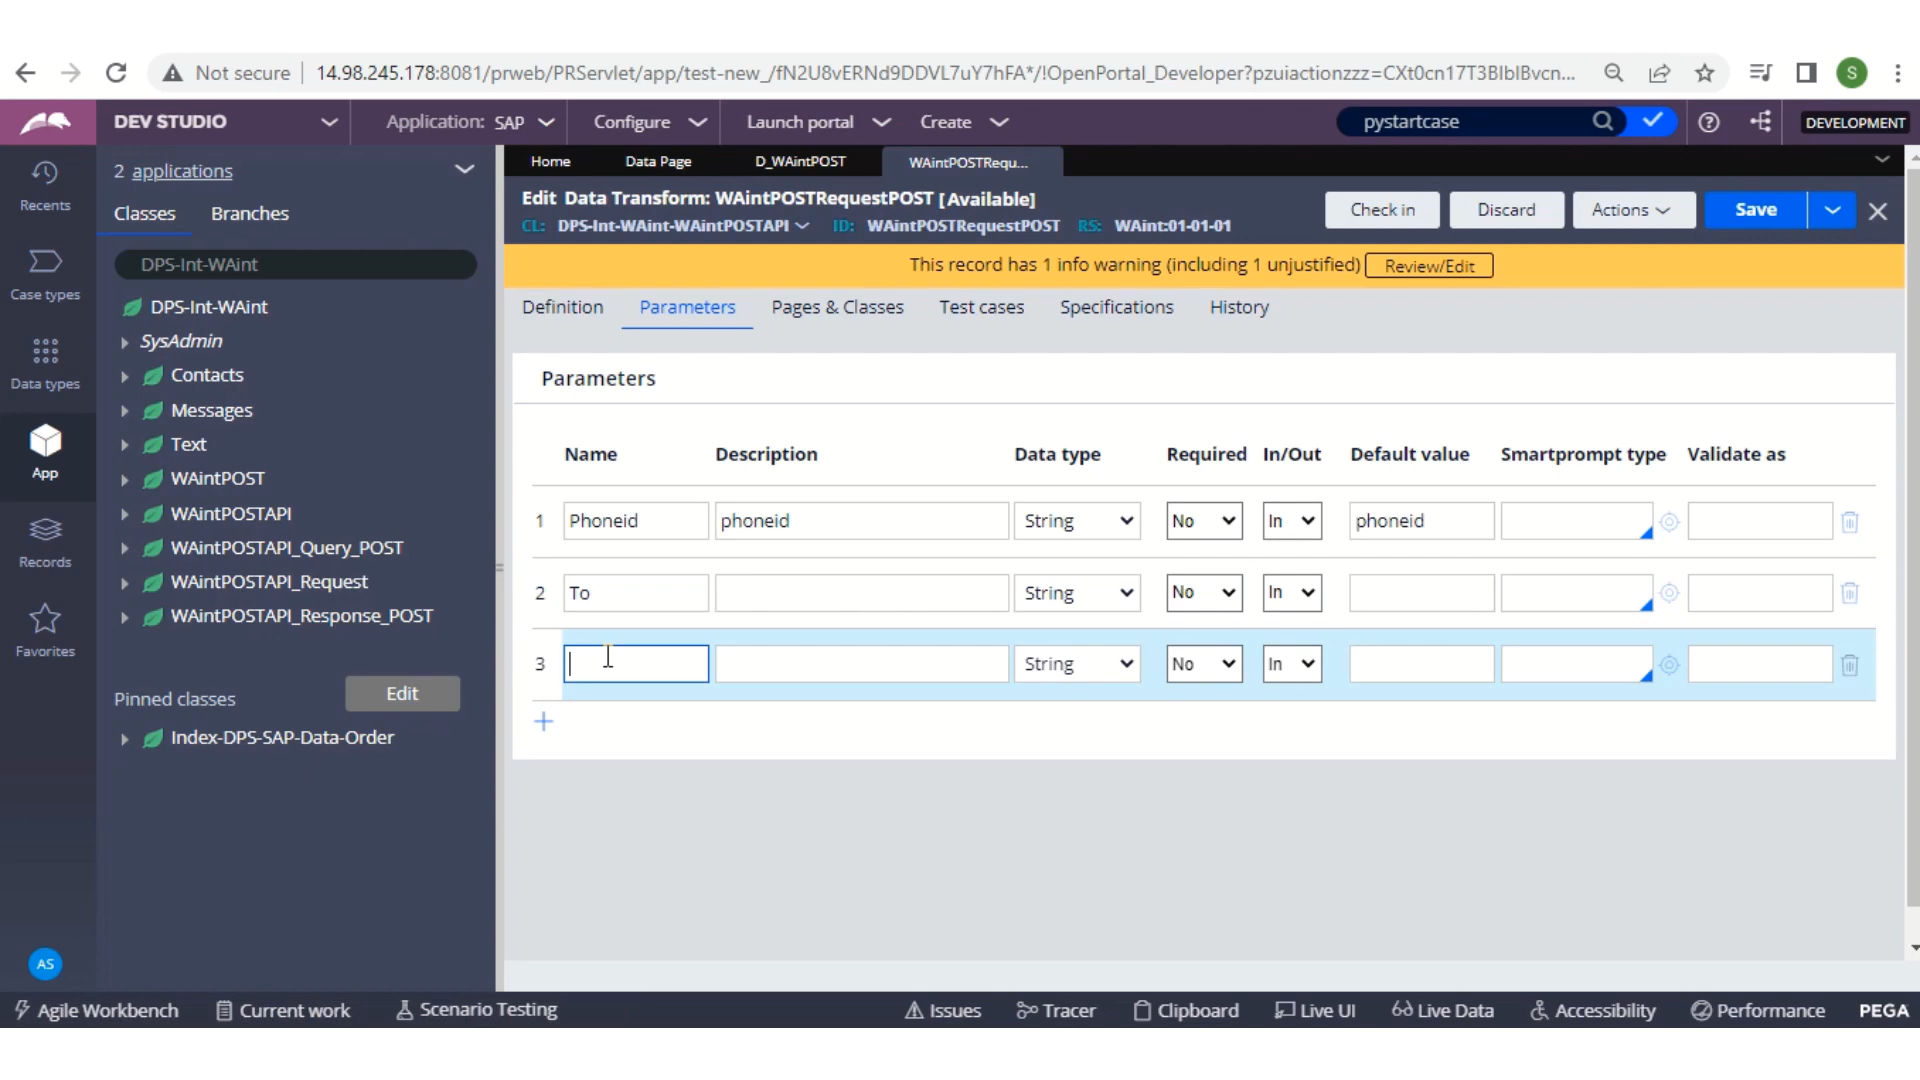 Not secure | 14.98.245.178:8081/prweb/PRServlet/app/test-new_/fN2U8vERNd9DDVL7uY7hFA*/!OpenPortal_Developer?pzuiactionzzz=CXt0cn17T3BIblBvcn... S
DEV STUDIO Application: SAP Configure Launch portal Create pystartcase DEVELOPMENT
Recents
Case types
Data types
App
Records
Favorites
AS
2 applications
Classes Branches
DPS-Int-WAint
DPS-Int-WAint
SysAdmin
Contacts
Messages
Text
WAintPOST
WAintPOSTAPI
WAintPOSTAPI_Query_POST
WAintPOSTAPI_Request
WAintPOSTAPI_Response_POST
Pinned classes Edit
Index-DPS-SAP-Data-Order
Home Data Page D_WAintPOST WAintPOSTRequ...
Edit Data Transform: WAintPOSTRequestPOST [Available]
CL: DPS-Int-WAint-WAintPOSTAPI ID: WAintPOSTRequestPOST RS: WAint:01-01-01
Check in Discard Actions Save
This record has 1 info warning (including 1 unjustified) Review/Edit
Definition Parameters Pages & Classes Test cases Specifications History
Parameters
Name Description Data type Required In/Out Default value Smartprompt type Validate as
1 Phoneid phoneid String No In phoneid
2 To String No In
3 String No In
Agile Workbench Current work Scenario Testing Issues Tracer Clipboard Live UI Live Data Accessibility Performance PEGA